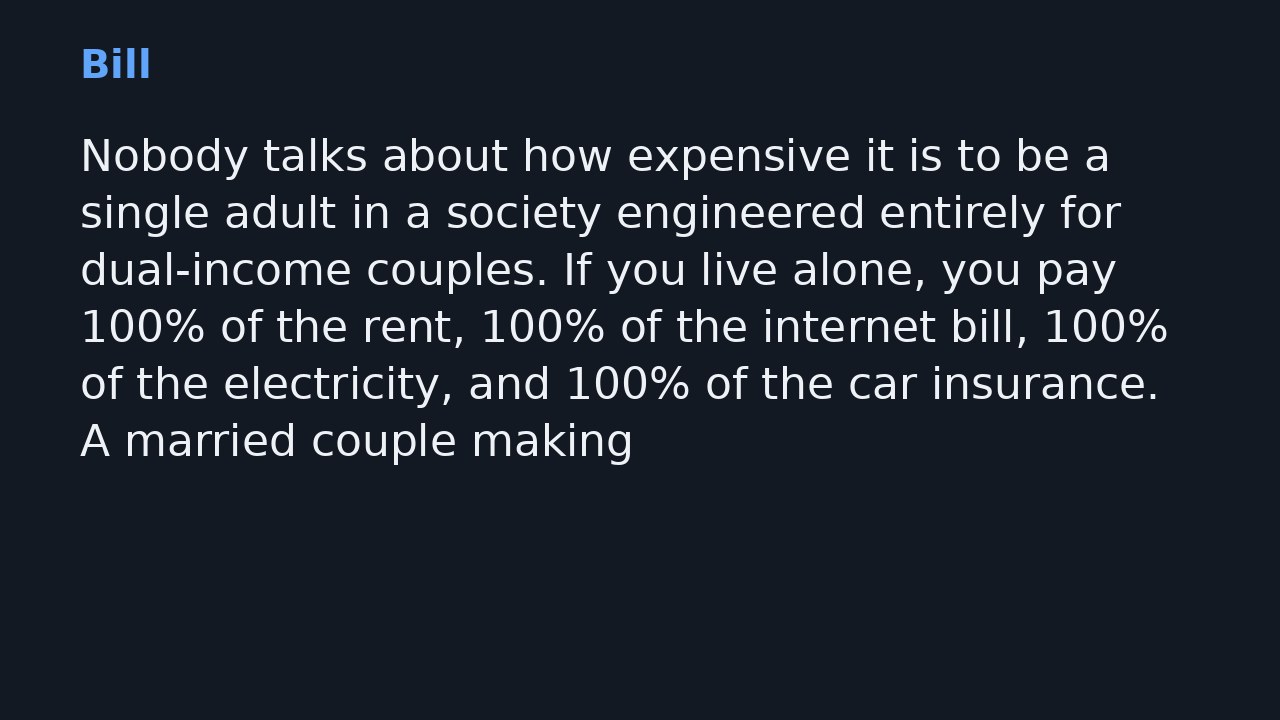 Bill
Nobody talks about how expensive it is to be a
single adult in a society engineered entirely for
dual-income couples. If you live alone, you pay
100% of the rent, 100% of the internet bill, 100%
of the electricity, and 100% of the car insurance.
A married couple making